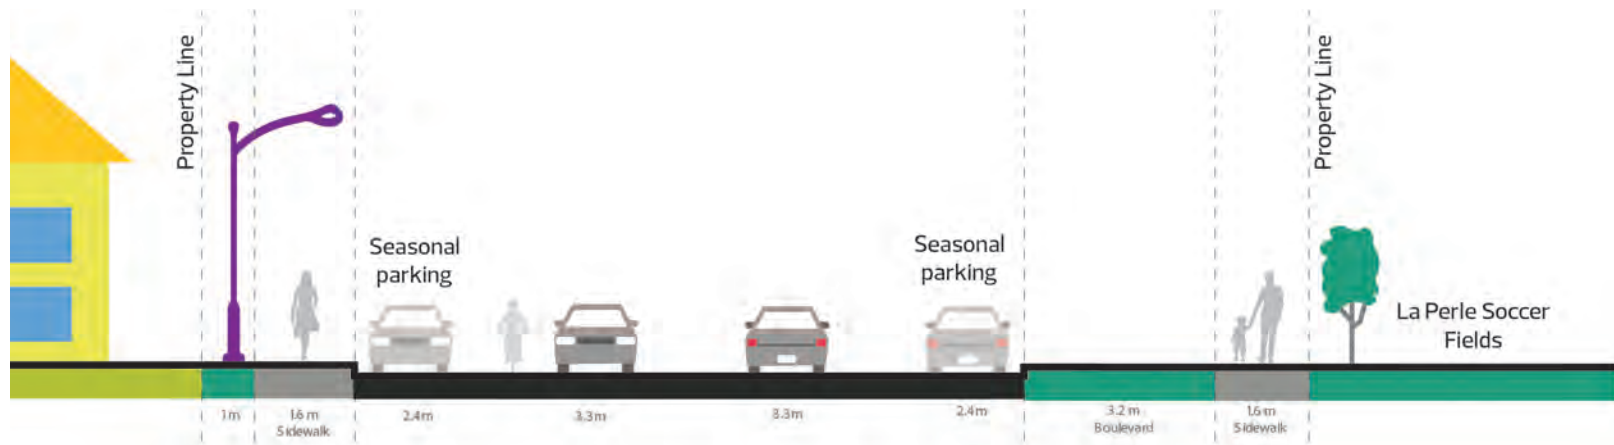 Property Line
Property Line
Seasonal
parking
Seasonal
parking
La Perle Soccer
Fields
1m
1.6 m
Sidewalk
2.4m
3.3m
3.3m
2.4m
3.2 m
Boulevard
1.6m
Sidewalk